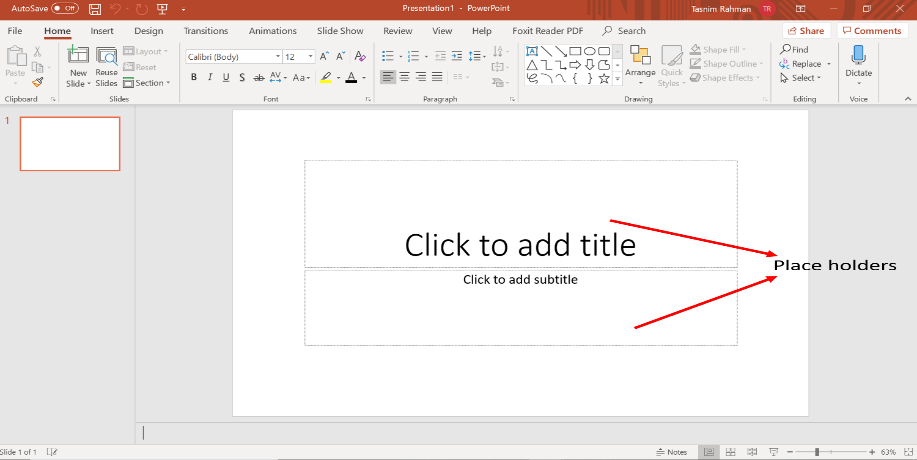 AutoSave Off Presentation1 - PowerPoint Tasnim Rahman TR
File Home Insert Design Transitions Animations Slide Show Review View Help Foxit Reader PDF Search Share Comments
Paste New Slide Reuse Slides Layout Reset Section
Calibri (Body) 12
B I U S ab AV Aa A
Arrange Quick Styles Shape Fill Shape Outline Shape Effects
Find Replace Select Dictate
Clipboard Slides Font Paragraph Drawing Editing Voice
1
Click to add title
Place holders
Click to add subtitle
Slide 1 of 1 Notes 63%